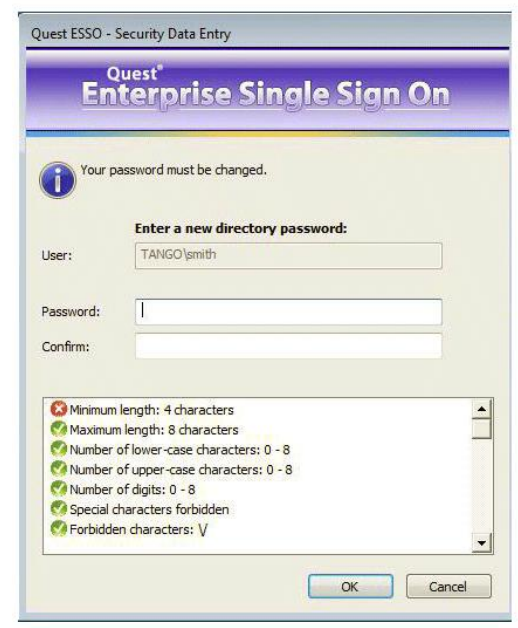 Quest ESSO - Security Data Entry
Quest®
Enterprise Single Sign On
Your password must be changed.
Enter a new directory password:
User: TANGO\smith
Password:
Confirm:
Minimum length: 4 characters
Maximum length: 8 characters
Number of lower-case characters: 0 - 8
Number of upper-case characters: 0 - 8
Number of digits: 0 - 8
Special characters forbidden
Forbidden characters: \/
OK Cancel